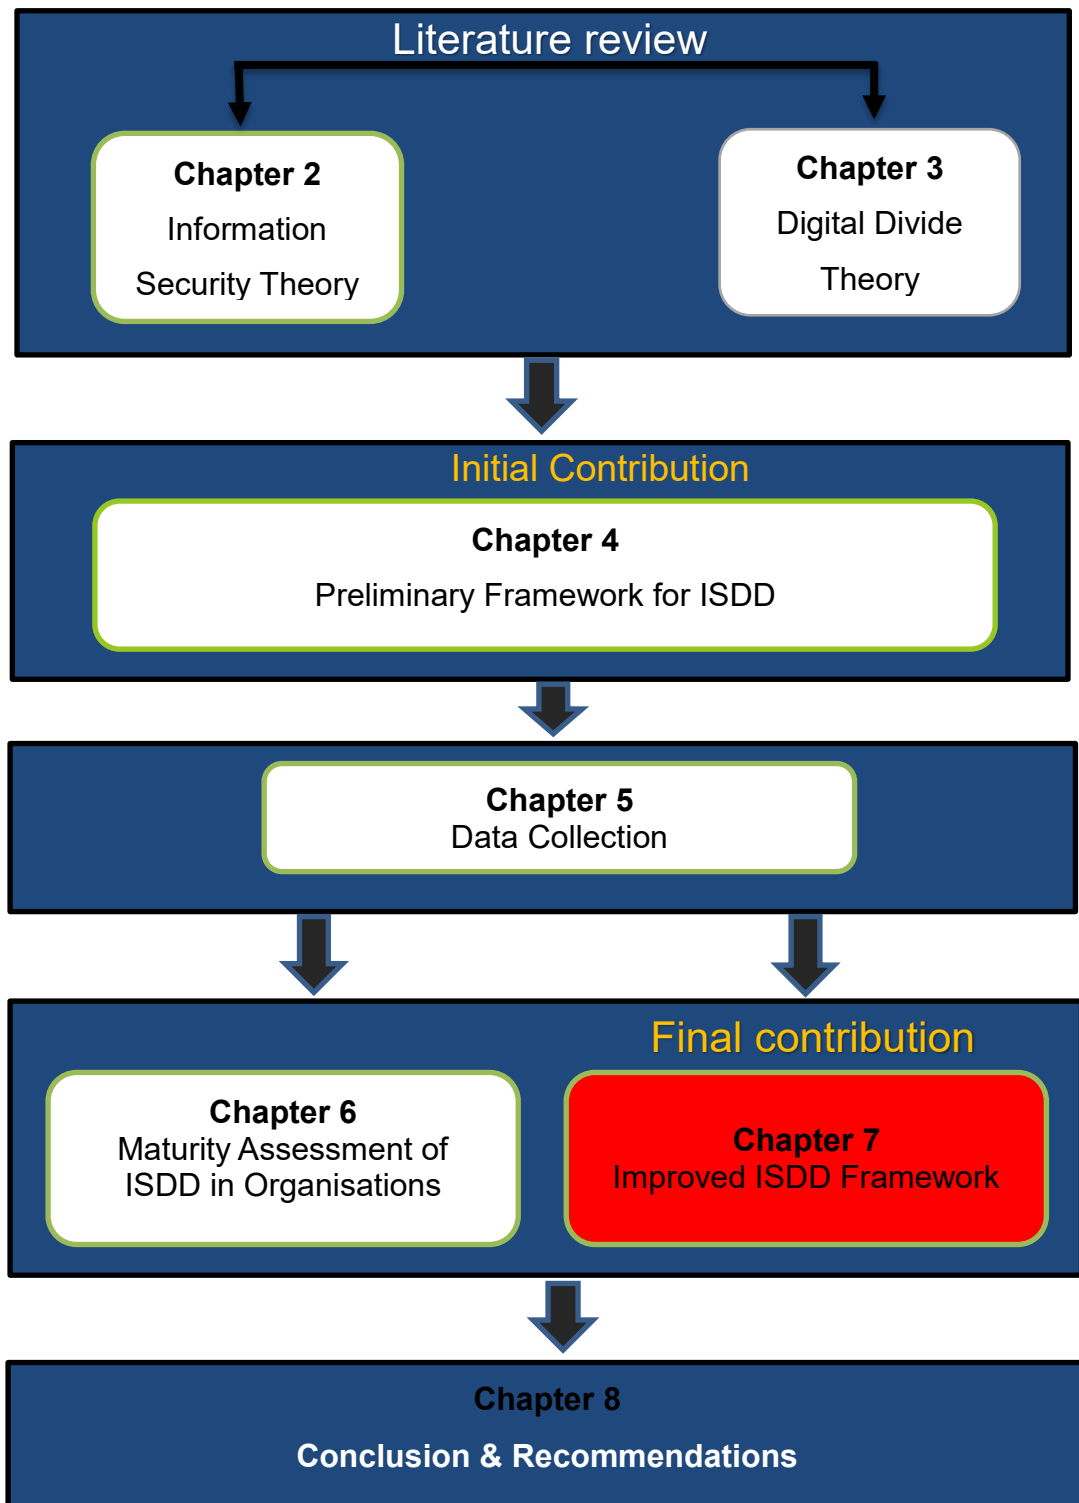 Literature review
Chapter 2
Information
Security Theory
Chapter 3
Digital Divide
Theory
Initial Contribution
Chapter 4
Preliminary Framework for ISDD
Chapter 5
Data Collection
Final contribution
Chapter 6
Maturity Assessment of
ISDD in Organisations
Chapter 7
Improved ISDD Framework
Chapter 8
Conclusion & Recommendations